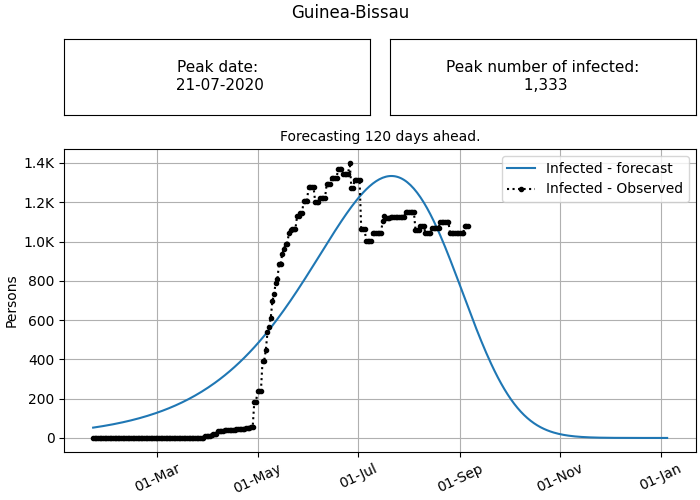 Guinea-Bissau
Peak date:
21-07-2020
Peak number of infected:
1,333
Forecasting 120 days ahead.
Infected - forecast
Infected - Observed
Persons
1.4K
1.2K
1.0K
800
600
400
200
0
01-Mar
01-May
01-Jul
01-Sep
01-Nov
01-Jan